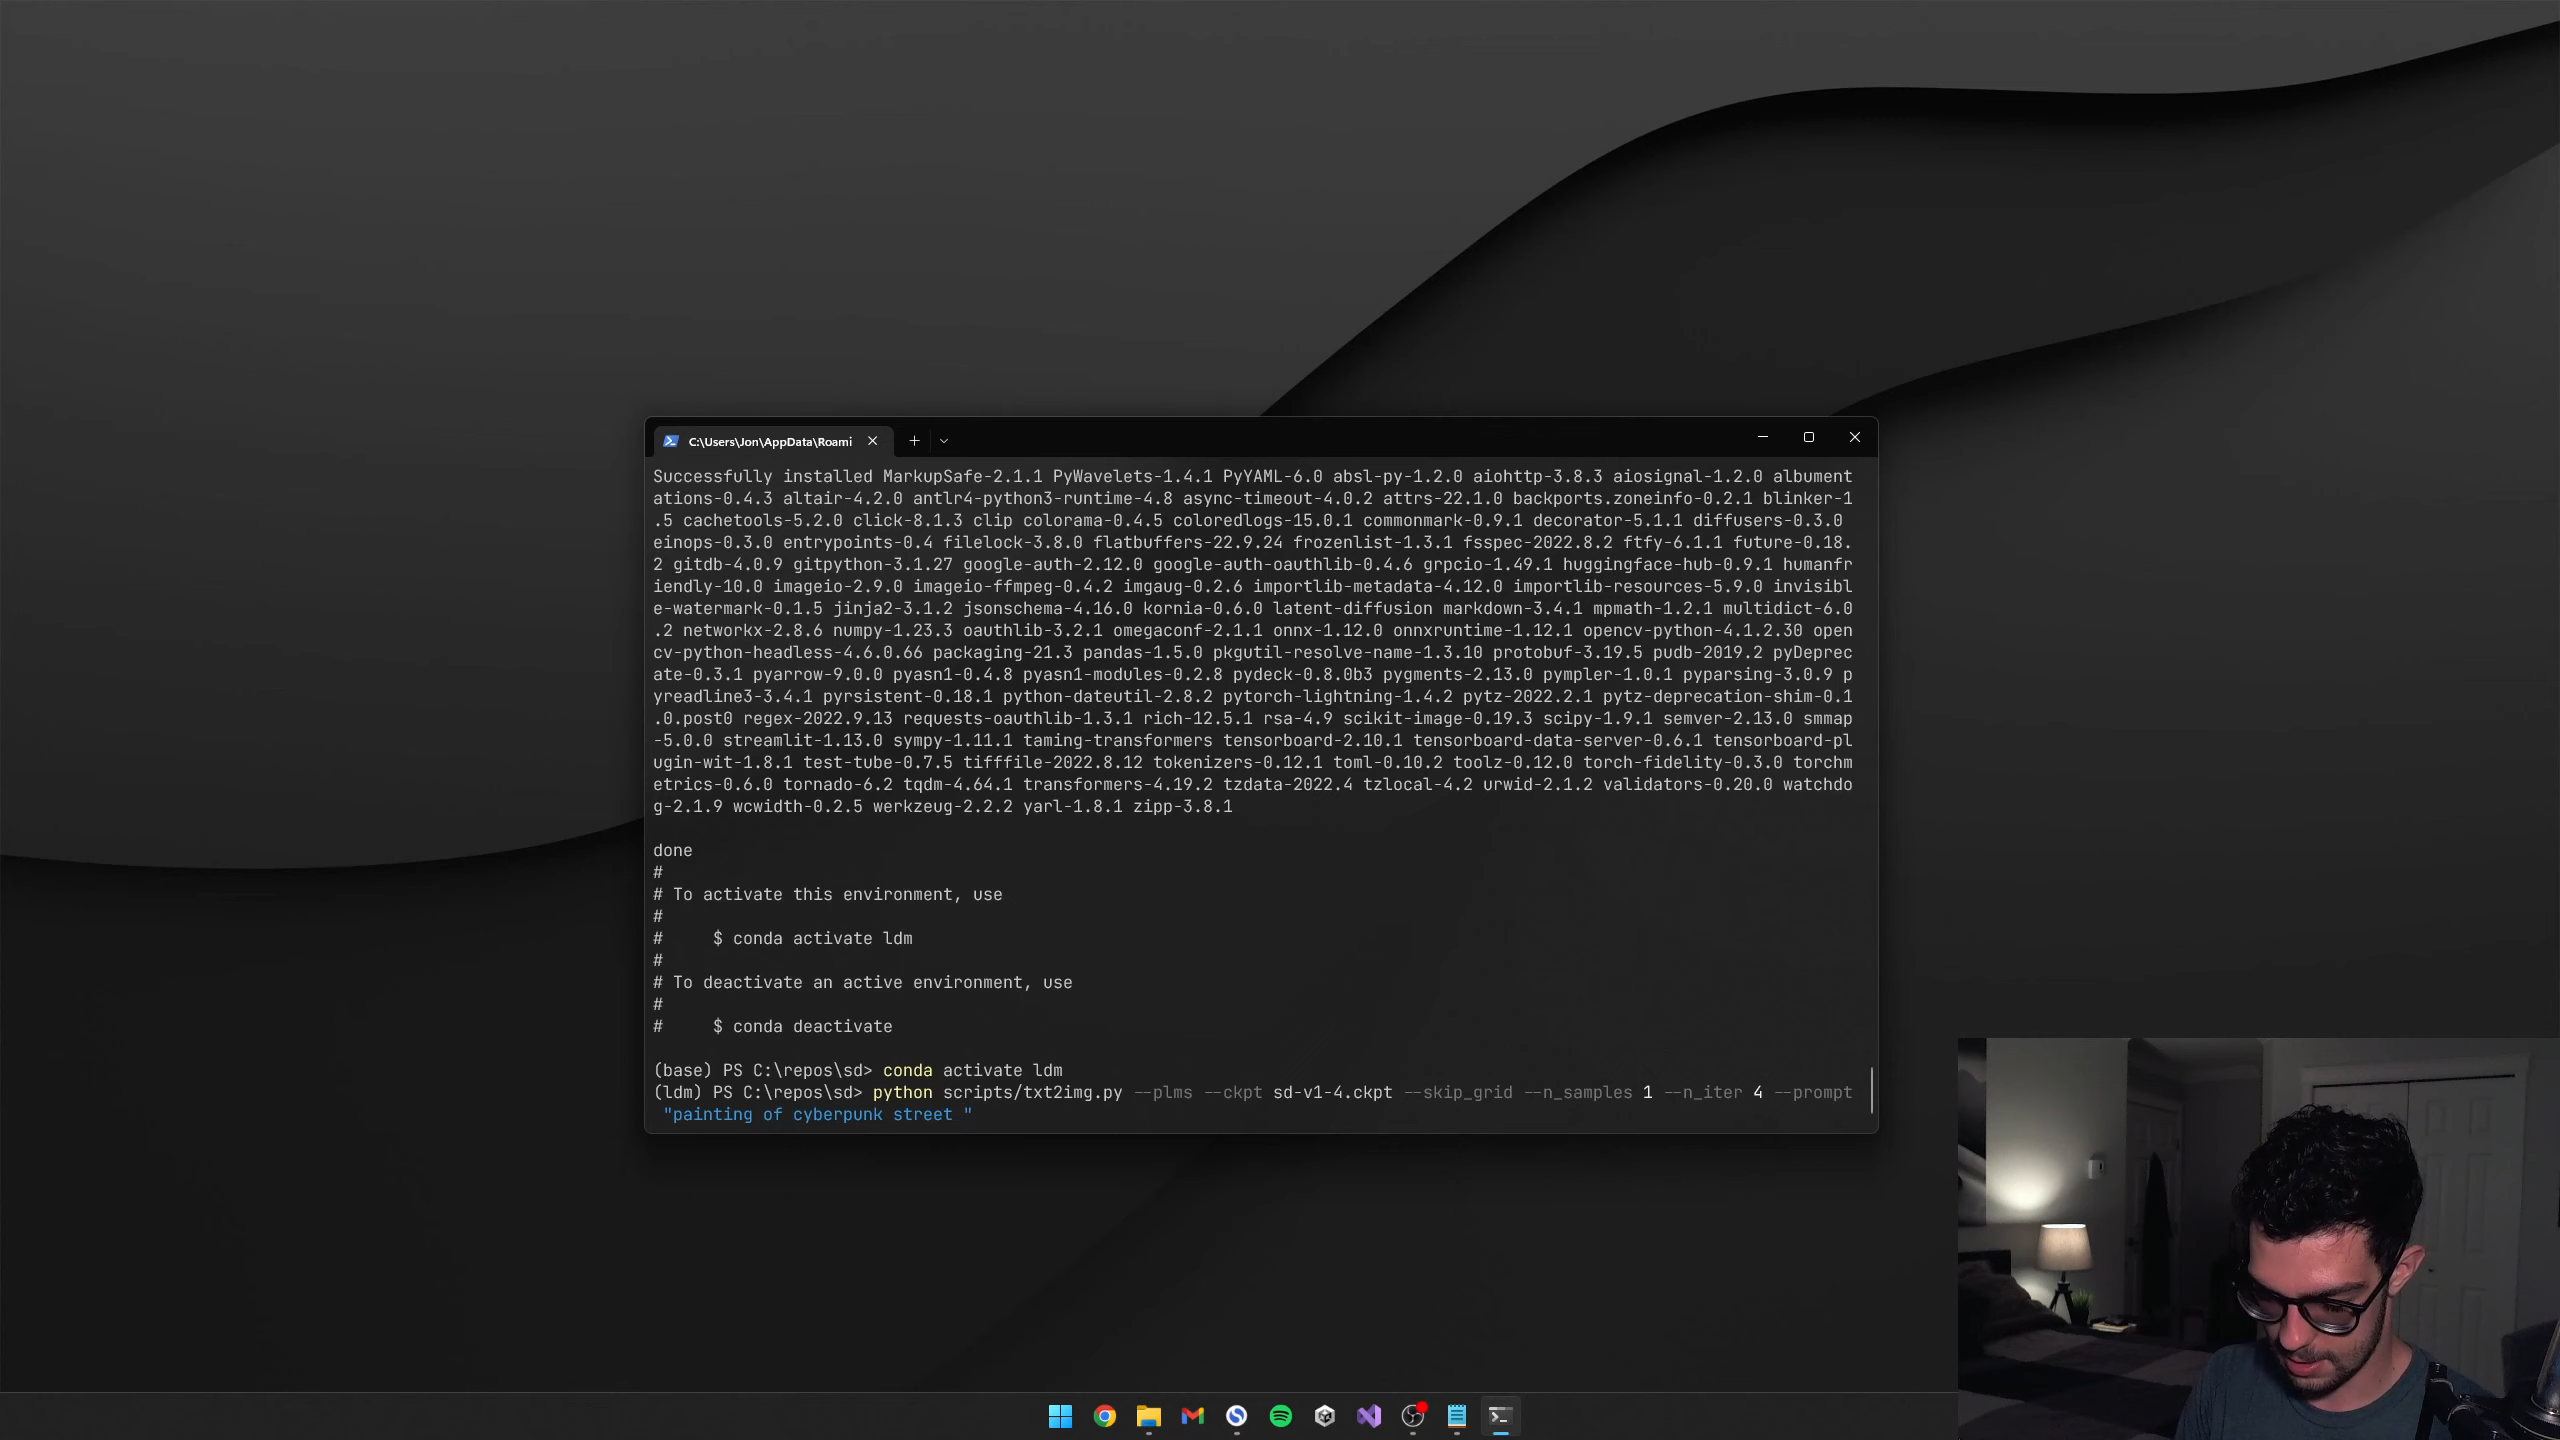 C:\Users\Jon\AppData\Roami
Successfully installed MarkupSafe-2.1.1 PyWavelets-1.4.1 PyYAML-6.0 absl-py-1.2.0 aiohttp-3.8.3 aiosignal-1.2.0 albument
ations-0.4.3 altair-4.2.0 antlr4-python3-runtime-4.8 async-timeout-4.0.2 attrs-22.1.0 backports.zoneinfo-0.2.1 blinker-1
.5 cachetools-5.2.0 click-8.1.3 clip colorama-0.4.5 coloredlogs-15.0.1 commonmark-0.9.1 decorator-5.1.1 diffusers-0.3.0
einops-0.3.0 entrypoints-0.4 filelock-3.8.0 flatbuffers-22.9.24 frozenlist-1.3.1 fsspec-2022.8.2 ftfy-6.1.1 future-0.18.
2 gitdb-4.0.9 gitpython-3.1.27 google-auth-2.12.0 google-auth-oauthlib-0.4.6 grpcio-1.49.1 huggingface-hub-0.9.1 humanfr
iendly-10.0 imageio-2.9.0 imageio-ffmpeg-0.4.2 imgaug-0.2.6 importlib-metadata-4.12.0 importlib-resources-5.9.0 invisibl
e-watermark-0.1.5 jinja2-3.1.2 jsonschema-4.16.0 kornia-0.6.0 latent-diffusion markdown-3.4.1 mpmath-1.2.1 multidict-6.0
.2 networkx-2.8.6 numpy-1.23.3 oauthlib-3.2.1 omegaconf-2.1.1 onnx-1.12.0 onnxruntime-1.12.1 opencv-python-4.1.2.30 open
cv-python-headless-4.6.0.66 packaging-21.3 pandas-1.5.0 pkgutil-resolve-name-1.3.10 protobuf-3.19.5 pudb-2019.2 pyDeprec
ate-0.3.1 pyarrow-9.0.0 pyasn1-0.4.8 pyasn1-modules-0.2.8 pydeck-0.8.0b3 pygments-2.13.0 pympler-1.0.1 pyparsing-3.0.9 p
yreadline3-3.4.1 pyrsistent-0.18.1 python-dateutil-2.8.2 pytorch-lightning-1.4.2 pytz-2022.2.1 pytz-deprecation-shim-0.1
.0.post0 regex-2022.9.13 requests-oauthlib-1.3.1 rich-12.5.1 rsa-4.9 scikit-image-0.19.3 scipy-1.9.1 semver-2.13.0 smmap
-5.0.0 streamlit-1.13.0 sympy-1.11.1 taming-transformers tensorboard-2.10.1 tensorboard-data-server-0.6.1 tensorboard-pl
ugin-wit-1.8.1 test-tube-0.7.5 tifffile-2022.8.12 tokenizers-0.12.1 toml-0.10.2 toolz-0.12.0 torch-fidelity-0.3.0 torchm
etrics-0.6.0 tornado-6.2 tqdm-4.64.1 transformers-4.19.2 tzdata-2022.4 tzlocal-4.2 urwid-2.1.2 validators-0.20.0 watchdo
g-2.1.9 wcwidth-0.2.5 werkzeug-2.2.2 yarl-1.8.1 zipp-3.8.1
done
#
# To activate this environment, use
#
#     $ conda activate ldm
#
# To deactivate an active environment, use
#
#     $ conda deactivate
(base) PS C:\repos\sd> conda activate ldm
(ldm) PS C:\repos\sd> python scripts/txt2img.py --plms --ckpt sd-v1-4.ckpt --skip_grid --n_samples 1 --n_iter 4 --prompt
"painting of cyberpunk street "